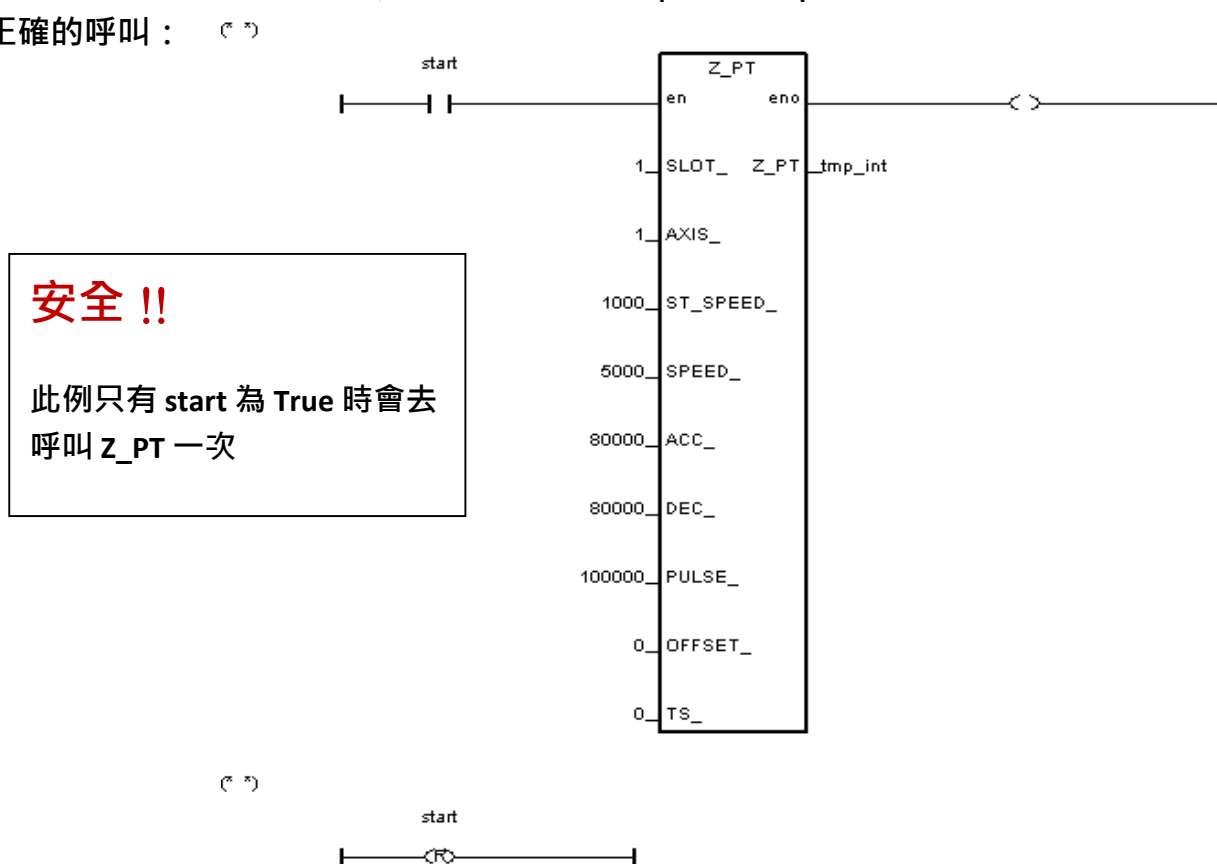 正確的呼叫：
(* *)
start
Z_PT
en eno
1 SLOT_ Z_PT tmp_int
1 AXIS_
1000 ST_SPEED_
安全 !!
5000 SPEED_
此例只有 start 為 True 時會去
呼叫 Z_PT 一次
80000 ACC_
80000 DEC_
100000 PULSE_
0 OFFSET_
0 TS_
(* *)
start
R